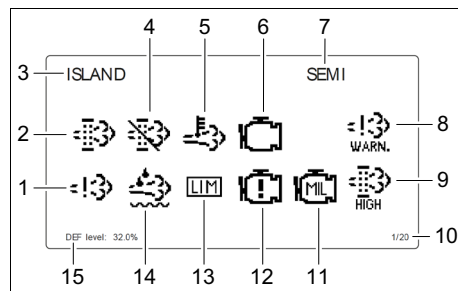 4 5 6 7
3 ISLAND SEMI
2 8
WARN.
1 LIM ! MIL 9
HIGH
DEF level: 32.0% 1/20 10
15 14 13 12 11